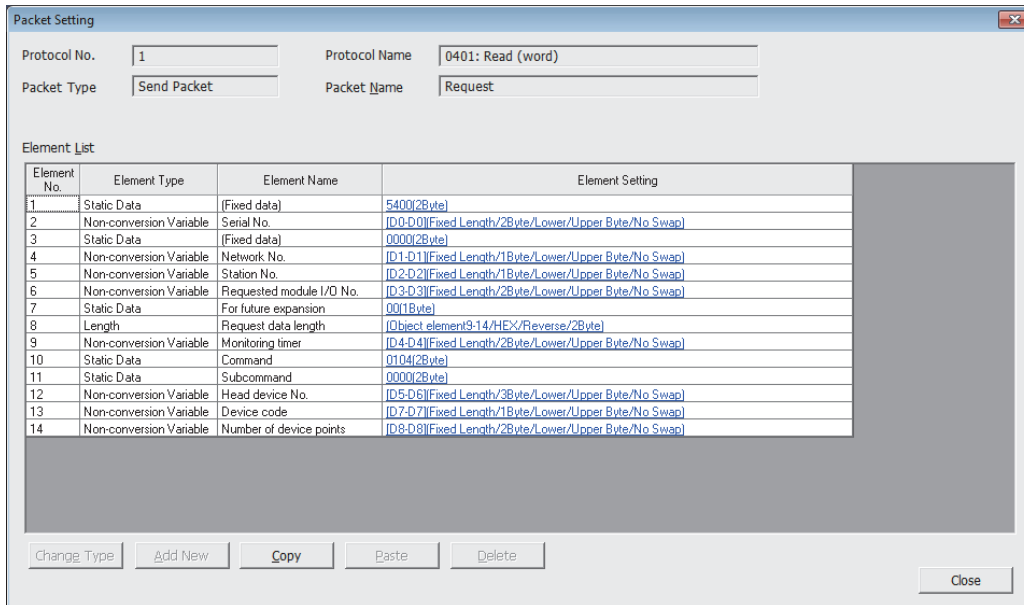 Packet Setting
Protocol No. 1 Protocol Name 0401: Read (word)
Packet Type Send Packet Packet Name Request
Element List
Element No. Element Type Element Name Element Setting
1 Static Data (Fixed data) 5400(2Byte)
2 Non-conversion Variable Serial No. [D0-D0](Fixed Length/2Byte/Lower/Upper Byte/No Swap)
3 Static Data (Fixed data) 0000(2Byte)
4 Non-conversion Variable Network No. [D1-D1](Fixed Length/1Byte/Lower/Upper Byte/No Swap)
5 Non-conversion Variable Station No. [D2-D2](Fixed Length/1Byte/Lower/Upper Byte/No Swap)
6 Non-conversion Variable Requested module I/O No. [D3-D3](Fixed Length/2Byte/Lower/Upper Byte/No Swap)
7 Static Data For future expansion 00(1Byte)
8 Length Request data length (Object element9-14/HEX/Reverse/2Byte)
9 Non-conversion Variable Monitoring timer [D4-D4](Fixed Length/2Byte/Lower/Upper Byte/No Swap)
10 Static Data Command 0104(2Byte)
11 Static Data Subcommand 0000(2Byte)
12 Non-conversion Variable Head device No. [D5-D6](Fixed Length/3Byte/Lower/Upper Byte/No Swap)
13 Non-conversion Variable Device code [D7-D7](Fixed Length/1Byte/Lower/Upper Byte/No Swap)
14 Non-conversion Variable Number of device points [D8-D8](Fixed Length/2Byte/Lower/Upper Byte/No Swap)
Change Type Add New Copy Paste Delete
Close